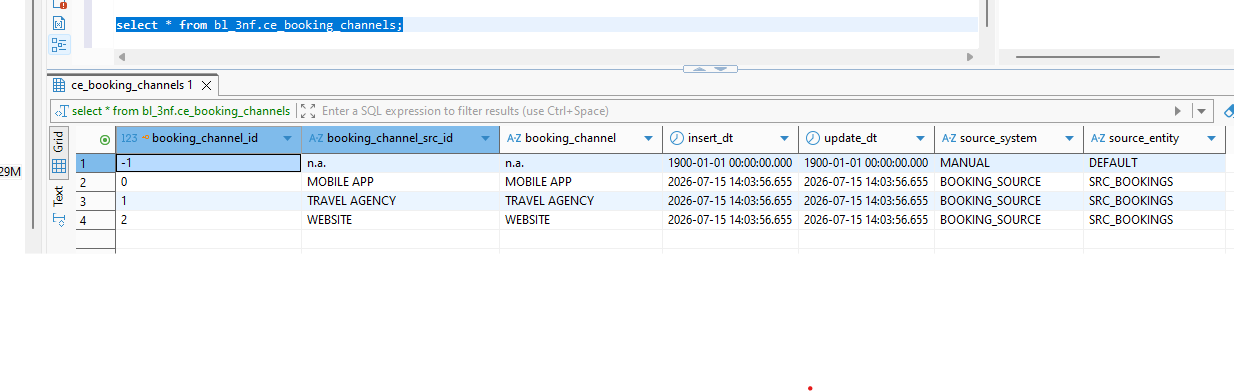 select * from bl_3nf.ce_booking_channels;
ce_booking_channels 1
select * from bl_3nf.ce_booking_channels Enter a SQL expression to filter results (use Ctrl+Space)
Grid
Text
29M
123 booking_channel_id A-Z booking_channel_src_id A-Z booking_channel insert_dt update_dt A-Z source_system A-Z source_entity
1 -1 n.a. n.a. 1900-01-01 00:00:00.000 1900-01-01 00:00:00.000 MANUAL DEFAULT
2 0 MOBILE APP MOBILE APP 2026-07-15 14:03:56.655 2026-07-15 14:03:56.655 BOOKING_SOURCE SRC_BOOKINGS
3 1 TRAVEL AGENCY TRAVEL AGENCY 2026-07-15 14:03:56.655 2026-07-15 14:03:56.655 BOOKING_SOURCE SRC_BOOKINGS
4 2 WEBSITE WEBSITE 2026-07-15 14:03:56.655 2026-07-15 14:03:56.655 BOOKING_SOURCE SRC_BOOKINGS